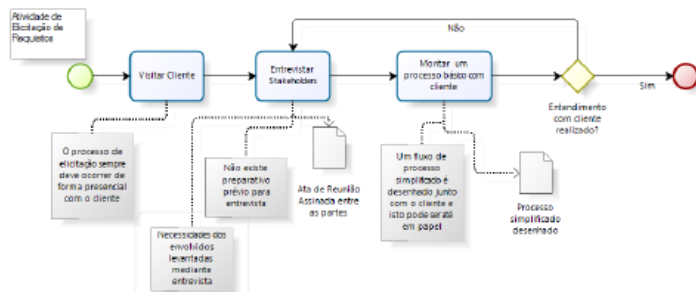 Atividade de
Elicitação de
Requisitos
Não
Visitar Cliente
Entrevistar
Stakeholders
Montar um
processo básico com
cliente
Sim
Entendimento
com cliente
realizado?
O processo de
elicitação sempre
deve ocorrer de
forma presencial
com o cliente
Não existe
preparativo
prévio para
entrevista
Ata de Reunião
Assinada entre
as partes
Um fluxo de
processo
simplificado é
desenhado junto
com o cliente e
isto pode ser até
em papel
Processo
simplificado
desenhado
Necessidades dos
envolvidos
levantadas
mediante
entrevista